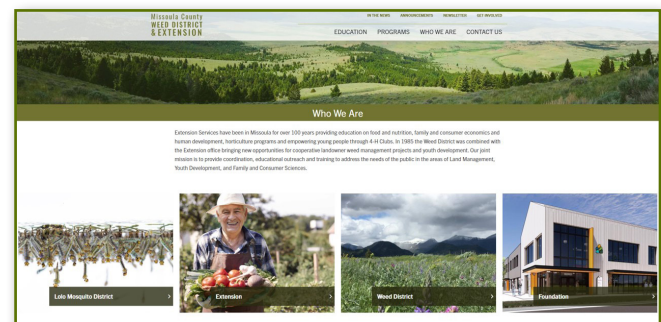 Missoula County
WEED DISTRICT
& EXTENSION
IN THE NEWS ANNOUNCEMENTS NEWSLETTER GET INVOLVED
EDUCATION PROGRAMS WHO WE ARE CONTACT US
Who We Are
Extension Services have been in Missoula for over 100 years providing education on food and nutrition, family and consumer economics and
human development, horticulture programs and empowering young people through 4-H Clubs. In 1985 the Weed District was combined with
the Extension office bringing new opportunities for cooperative landowner weed management projects and youth development. Our joint
mission is to provide coordination, educational outreach and training to address the needs of the public in the areas of Land Management,
Youth Development, and Family and Consumer Sciences.
Lolo Mosquito District >
Extension >
Weed District >
Foundation >